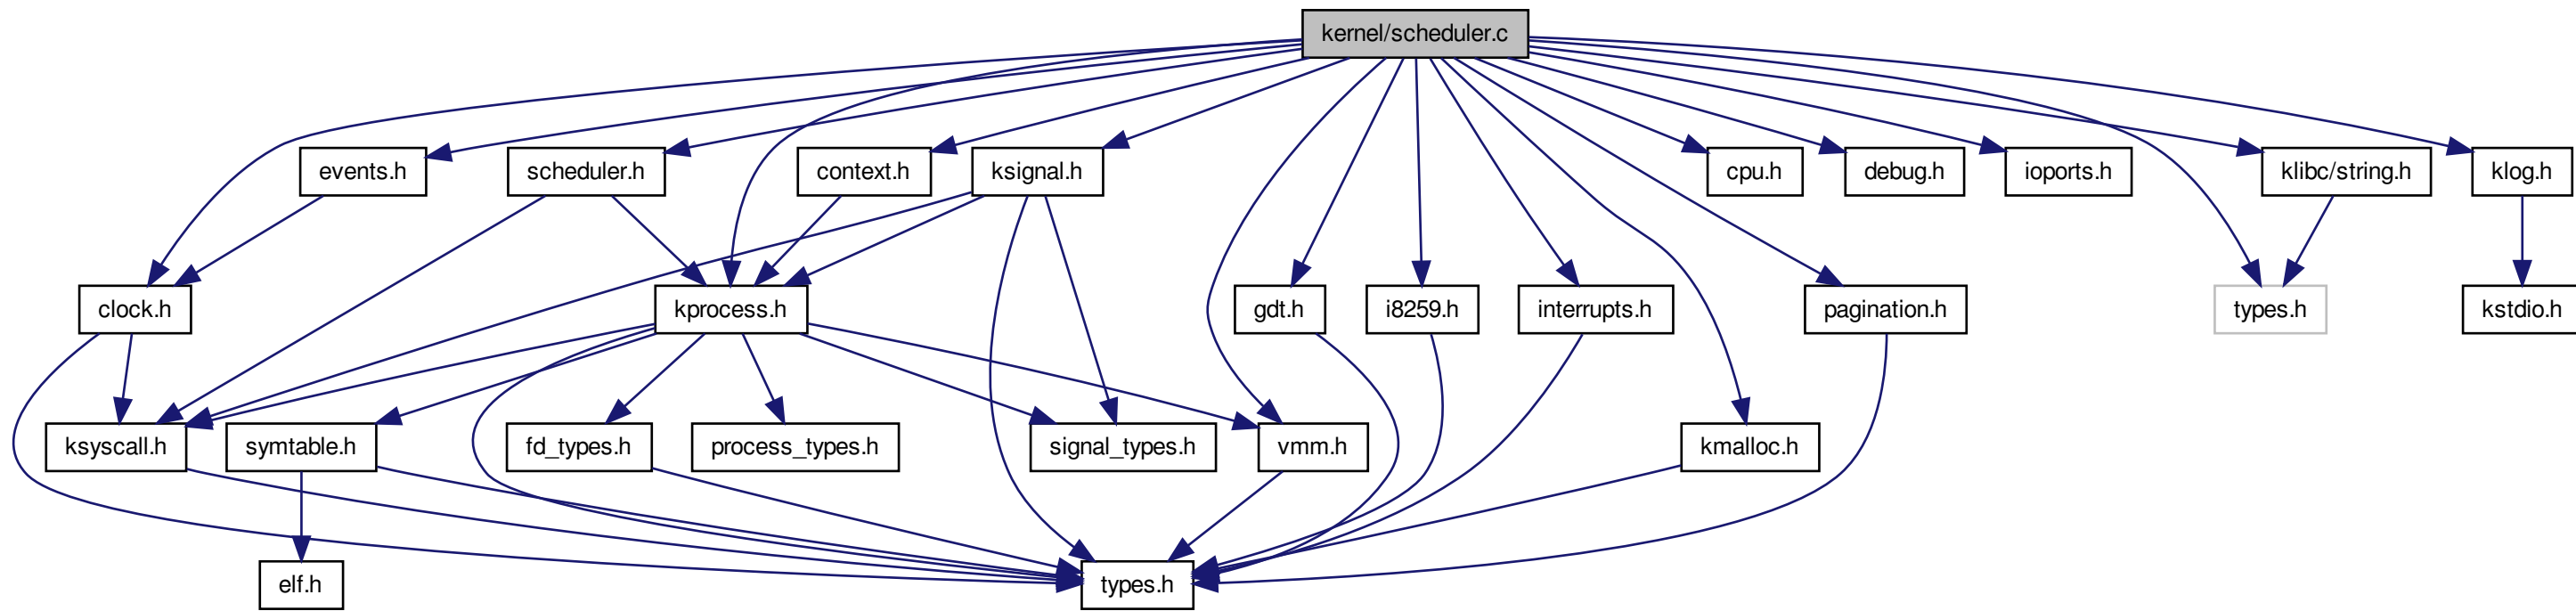 kernel/scheduler.c
events.h
scheduler.h
context.h
ksignal.h
cpu.h
debug.h
ioports.h
klibc/string.h
klog.h
clock.h
kprocess.h
gdt.h
i8259.h
interrupts.h
pagination.h
types.h
kstdio.h
ksyscall.h
symtable.h
fd_types.h
process_types.h
signal_types.h
vmm.h
kmalloc.h
elf.h
types.h